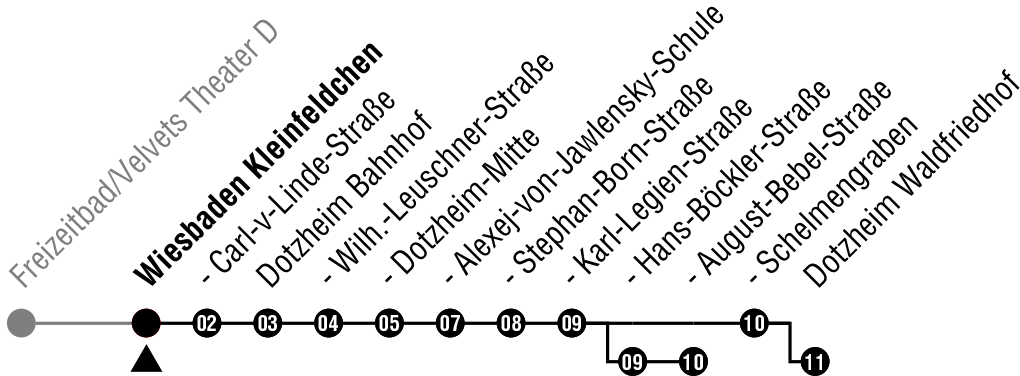 Freizeitbad/Velvets Theater D
Wiesbaden Kleinfeldchen
- Carl-v-Linde-Straße
Dotzheim Bahnhof
- Wilh.-Leuschner-Straße
- Dotzheim-Mitte
- Alexej-von-Jawlensky-Schule
- Stephan-Born-Straße
- Karl-Legien-Straße
- Hans-Böckler-Straße
- August-Bebel-Straße
- Schelmengraben
Dotzheim Waldfriedhof
02 03 04 05 07 08 09 10
09 10 11